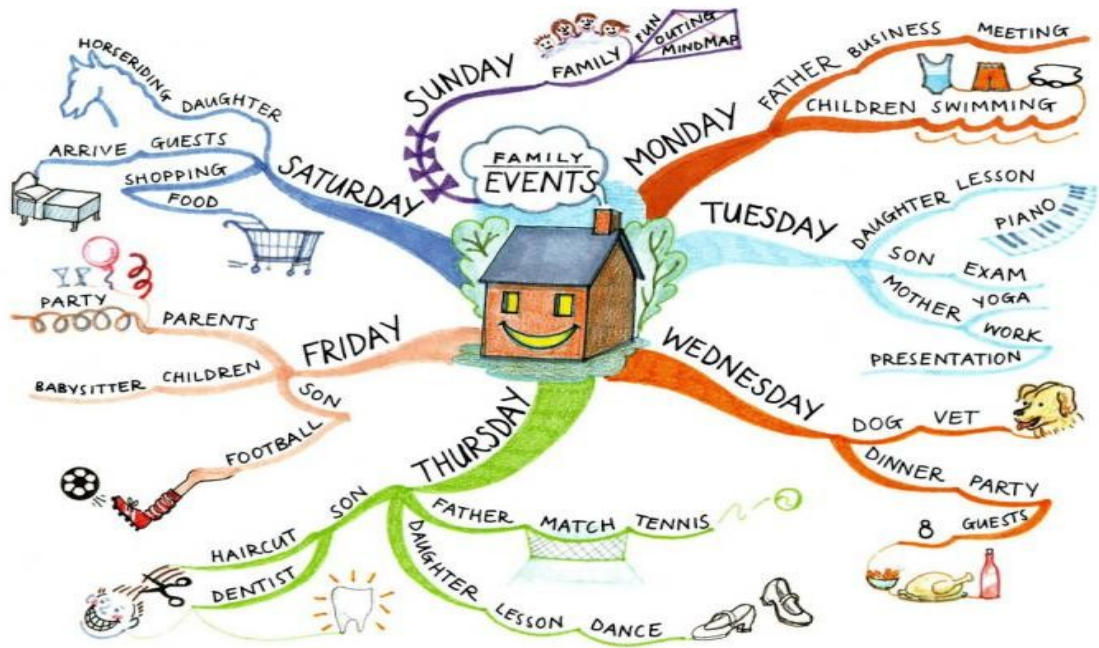 FAMILY
EVENTS
MONDAY
FATHER BUSINESS MEETING
CHILDREN SWIMMING
TUESDAY
DAUGHTER LESSON
PIANO
SON EXAM
MOTHER YOGA
WORK
PRESENTATION
WEDNESDAY
DOG VET
DINNER PARTY
8 GUESTS
THURSDAY
FATHER MATCH TENNIS
DAUGHTER LESSON DANCE
SON
HAIRCUT
DENTIST
FRIDAY
PARENTS
PARTY
CHILDREN
BABYSITTER
SON
FOOTBALL
SATURDAY
DAUGHTER
HORSERIDING
GUESTS
ARRIVE
SHOPPING
FOOD
SUNDAY
FAMILY
FUN
OUTING
MINDMAP